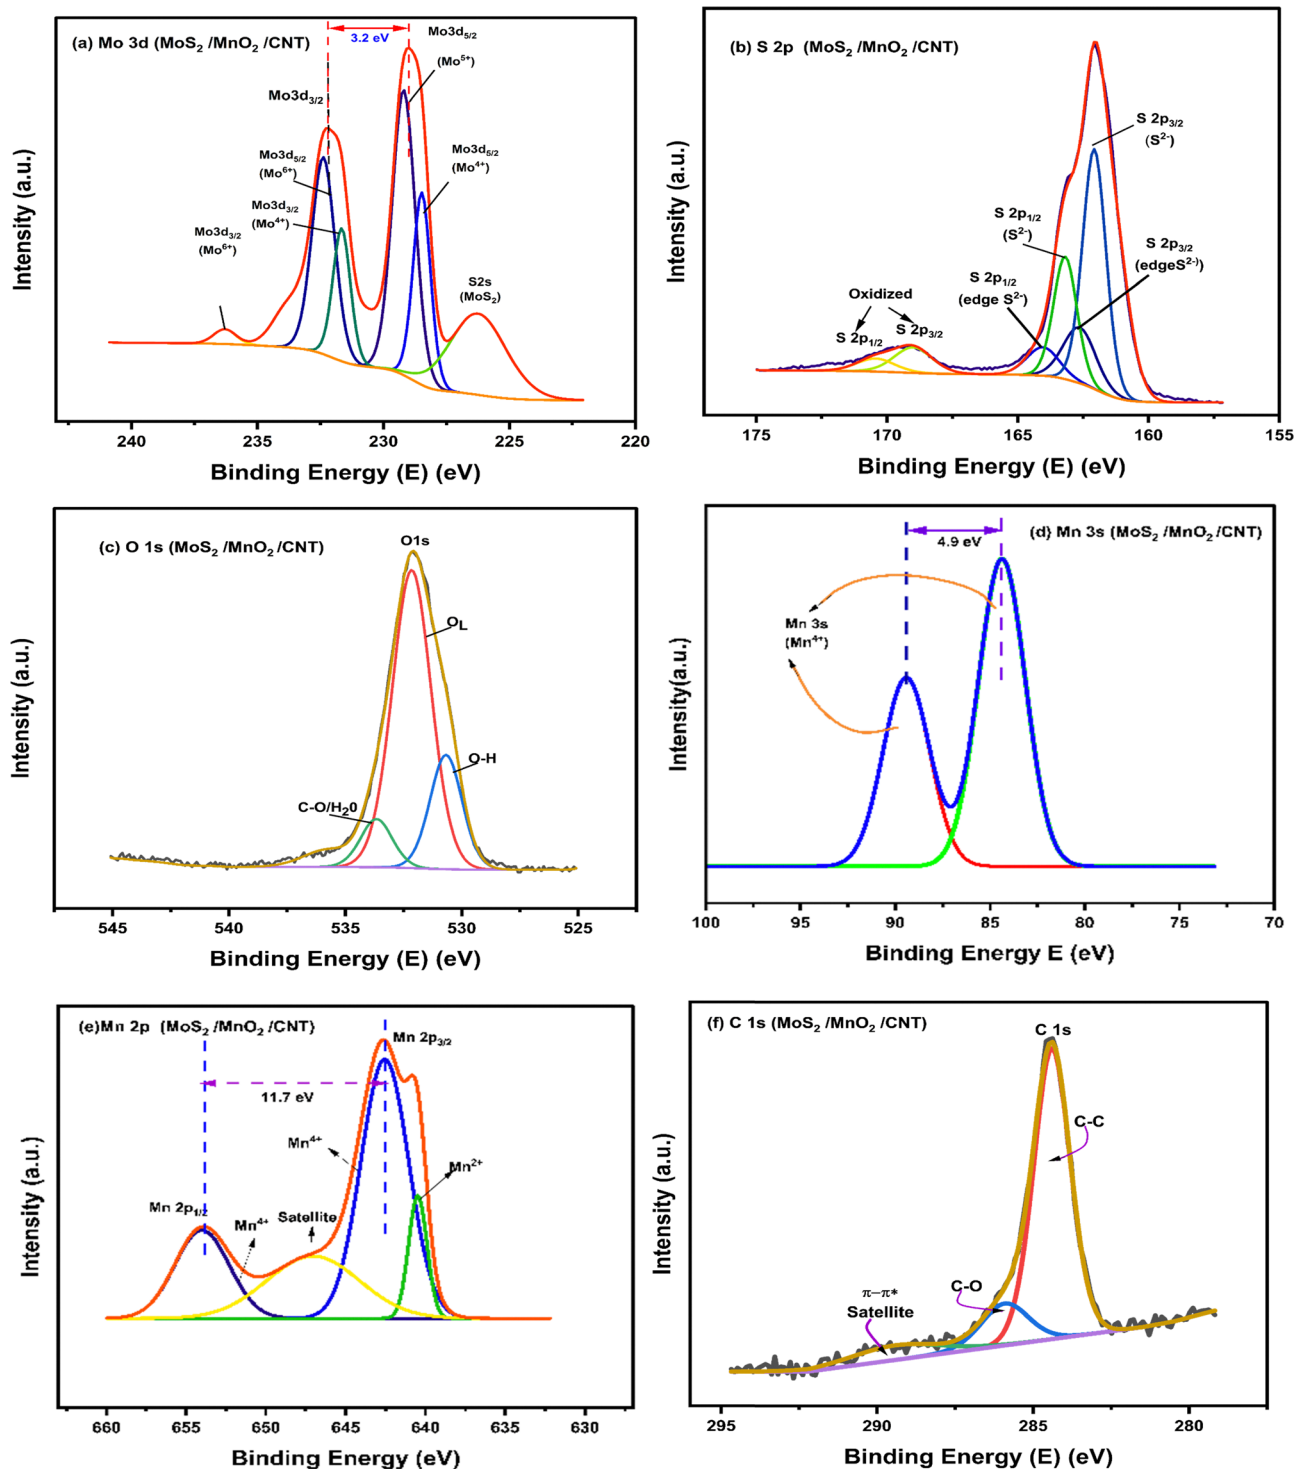 (a) Mo 3d (MoS₂ /MnO₂ /CNT)
3.2 eV
Mo3d₅/₂
(Mo⁵⁺)
Mo3d₃/₂
Mo3d₅/₂
(Mo⁶⁺)
Mo3d₅/₂
(Mo⁴⁺)
Mo3d₃/₂
(Mo⁴⁺)
Mo3d₃/₂
(Mo⁶⁺)
S2s
(MoS₂)
Intensity (a.u.)
240 235 230 225 220
Binding Energy (E) (eV)
(b) S 2p (MoS₂/MnO₂/CNT)
S 2p₃/₂
(S²⁻)
S 2p₁/₂
(S²⁻)
S 2p₃/₂
(edgeS²⁻)
S 2p₁/₂
(edge S²⁻)
Oxidized
S 2p₃/₂
S 2p₁/₂
Intensity (a.u.)
175 170 165 160 155
Binding Energy (E) (eV)
(c) O 1s (MoS₂ /MnO₂/CNT)
O1s
O_L
O-H
C-O/H₂0
Intensity (a.u.)
545 540 535 530 525
Binding Energy (E) (eV)
(d) Mn 3s (MoS₂ /MnO₂/CNT)
4.9 eV
Mn 3s
(Mn⁴⁺)
Intensity(a.u.)
100 95 90 85 80 75 70
Binding Energy E (eV)
(e)Mn 2p (MoS₂ /MnO₂ /CNT)
Mn 2p₃/₂
11.7 eV
Mn⁴⁺
Mn²⁺
Mn 2p₁/₂
Mn⁴⁺
Satellite
Intensity (a.u.)
660 655 650 645 640 635 630
Binding Energy (eV)
(f) C 1s (MoS₂ /MnO₂ /CNT)
C 1s
C-C
C-O
π−π*
Satellite
Intensity (a.u.)
295 290 285 280
Binding Energy (E) (eV)